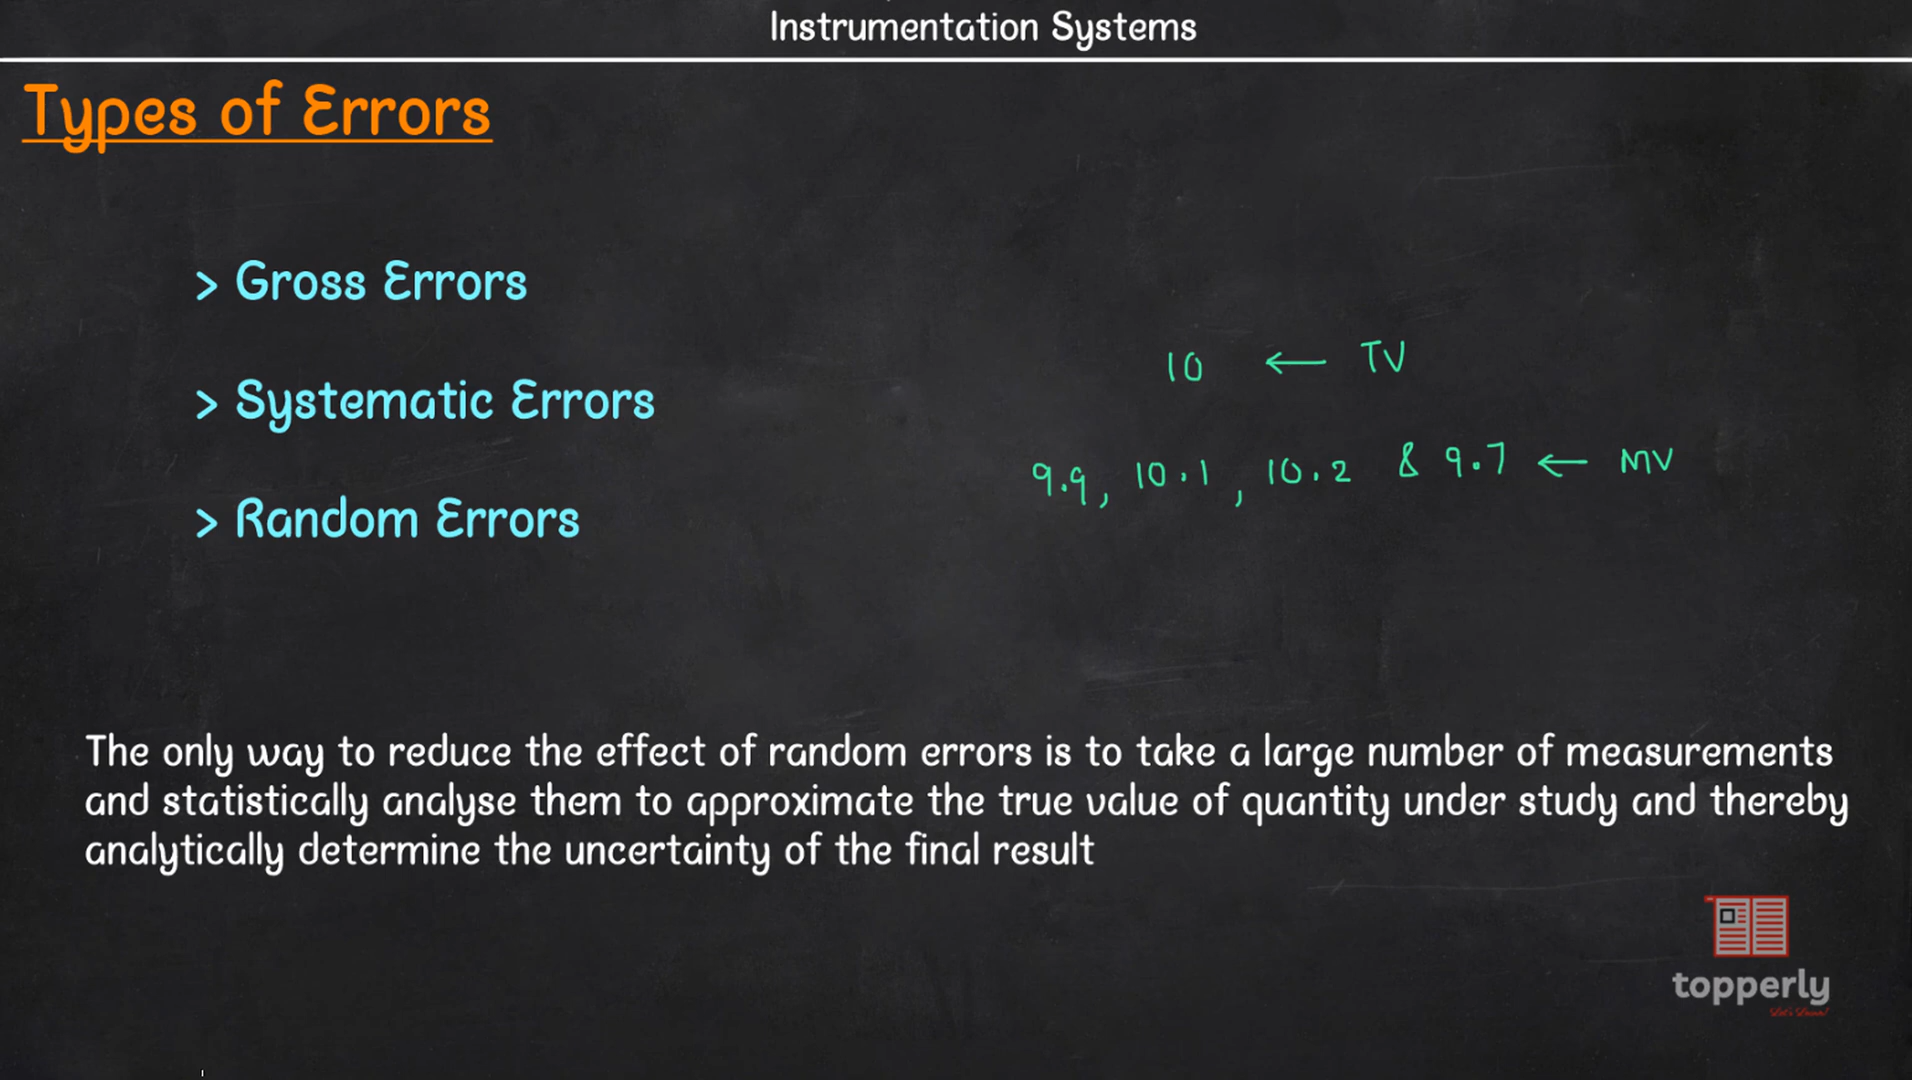 Instrumentation Systems
Types of Errors
> Gross Errors
> Systematic Errors
> Random Errors
10 ← TV
9.9, 10.1, 10.2 & 9.7 ← MV
The only way to reduce the effect of random errors is to take a large number of measurements
and statistically analyse them to approximate the true value of quantity under study and thereby
analytically determine the uncertainty of the final result
topperly
Let's Learn!